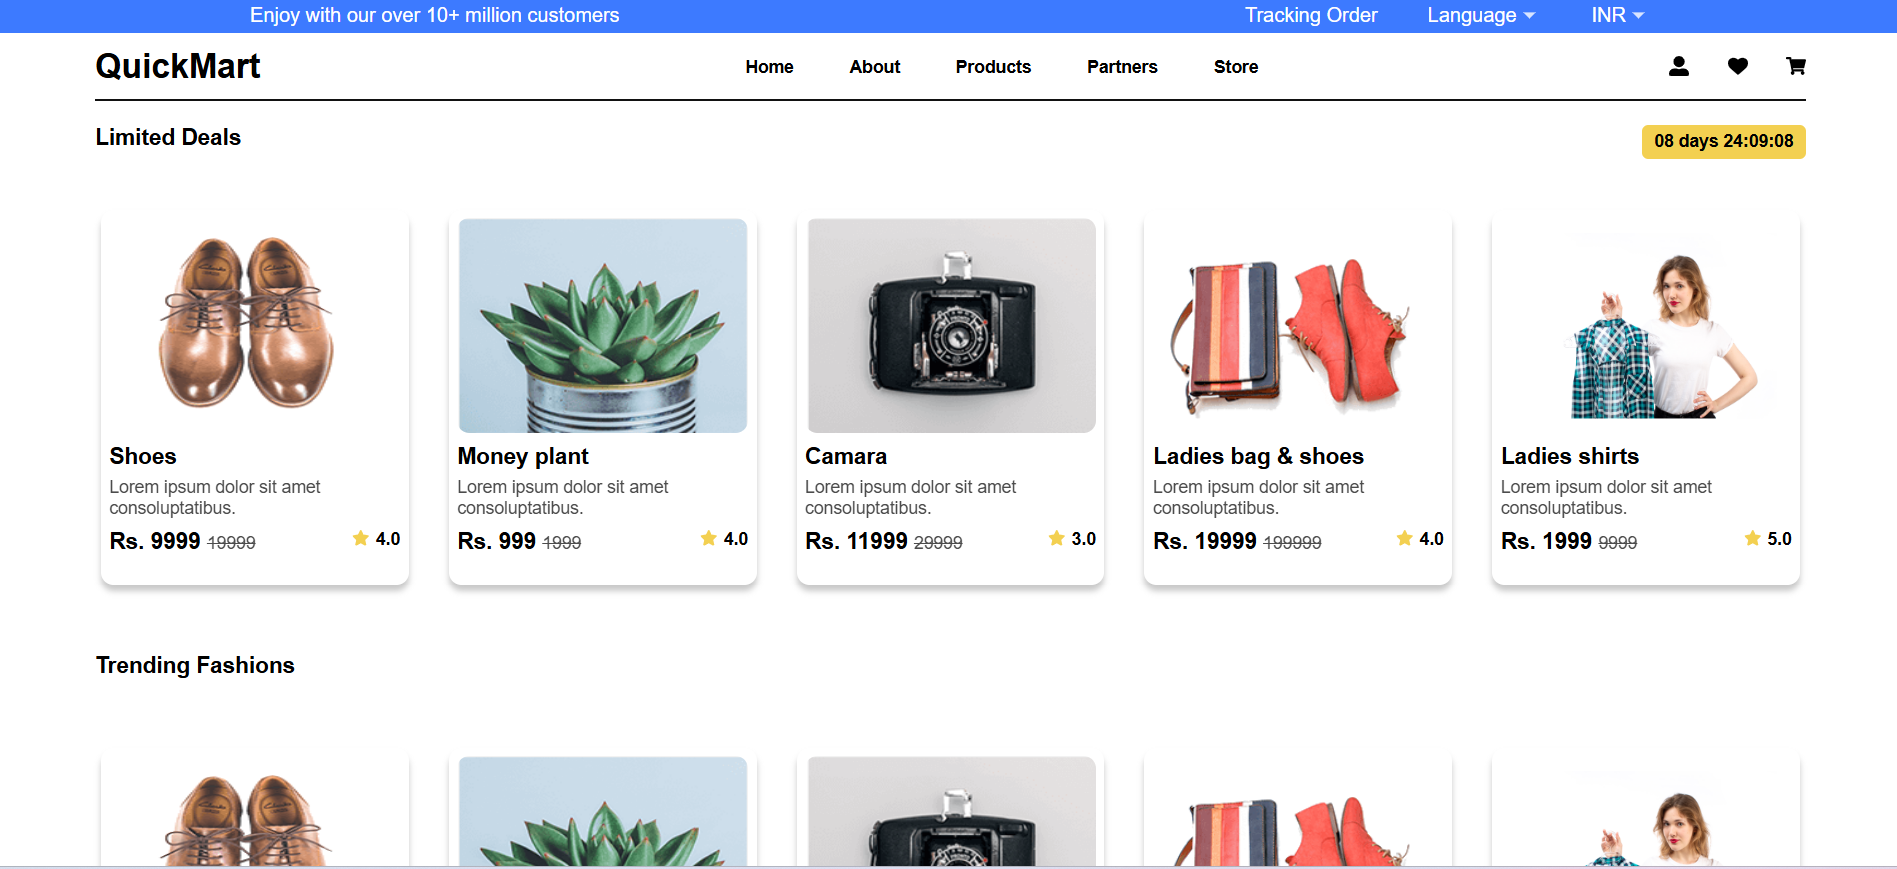 Enjoy with our over 10+ million customers
Tracking Order
Language
INR
QuickMart
Home
About
Products
Partners
Store
Limited Deals
08 days 24:09:08
Shoes
Lorem ipsum dolor sit amet
consoluptatibus.
Rs. 9999 19999
4.0
Money plant
Lorem ipsum dolor sit amet
consoluptatibus.
Rs. 999 1999
4.0
Camara
Lorem ipsum dolor sit amet
consoluptatibus.
Rs. 11999 29999
3.0
Ladies bag & shoes
Lorem ipsum dolor sit amet
consoluptatibus.
Rs. 19999 199999
4.0
Ladies shirts
Lorem ipsum dolor sit amet
consoluptatibus.
Rs. 1999 9999
5.0
Trending Fashions